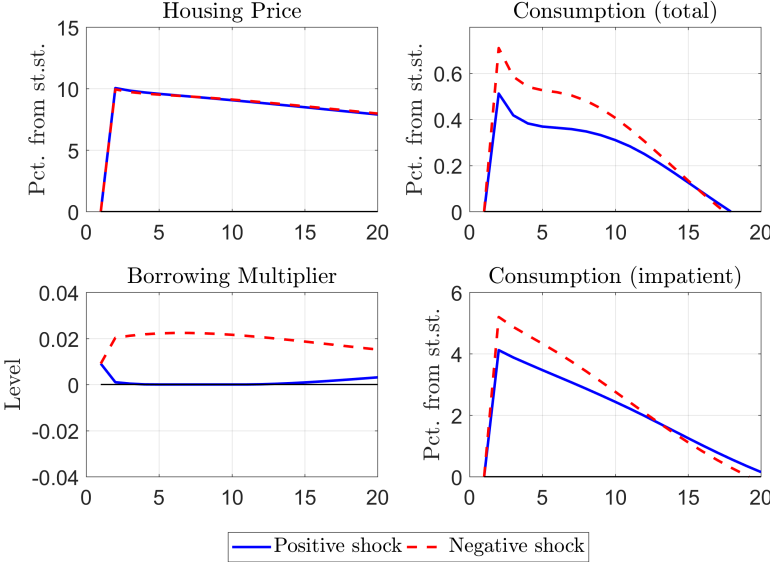 Housing Price
Pct. from st.st.
15
10
5
0
0 5 10 15 20
Consumption (total)
Pct. from st.st.
0.6
0.4
0.2
0
0 5 10 15 20
Borrowing Multiplier
Level
0.04
0.02
0
-0.02
-0.04
0 5 10 15 20
Consumption (impatient)
Pct. from st.st.
6
4
2
0
0 5 10 15 20
Positive shock Negative shock